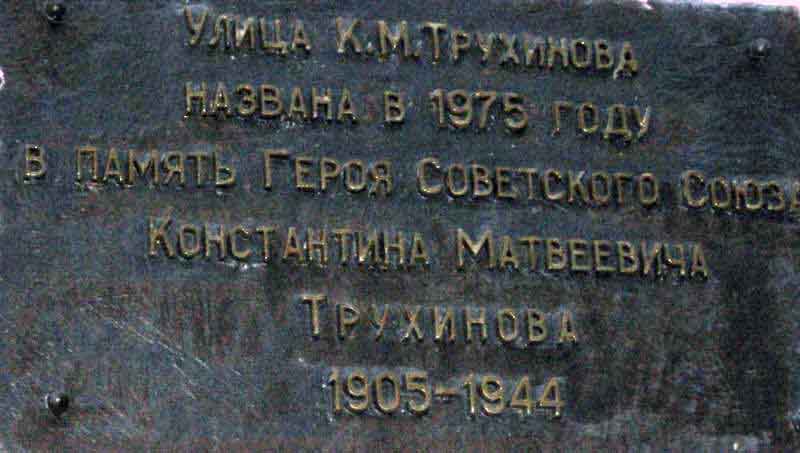 Улица К.М.Трухинова
названа в 1975 году
в память Героя Советского Союза
Константина Матвеевича
Трухинова
1905-1944